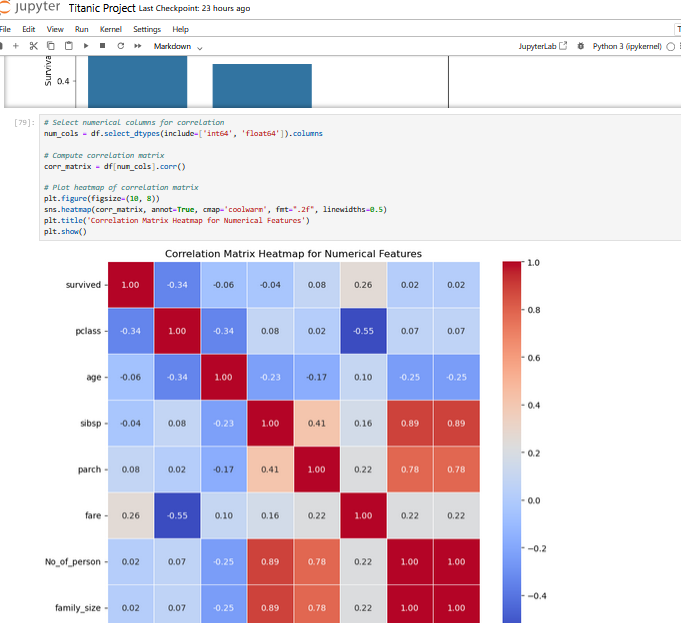 jupyter Titanic Project Last Checkpoint: 23 hours ago
File Edit View Run Kernel Settings Help
Markdown JupyterLab Python 3 (ipykernel)
0.4
[79]:
# Select numerical columns for correlation
num_cols = df.select_dtypes(include=['int64', 'float64']).columns
# Compute correlation matrix
corr_matrix = df[num_cols].corr()
# Plot heatmap of correlation matrix
plt.figure(figsize=(10, 8))
sns.heatmap(corr_matrix, annot=True, cmap='coolwarm', fmt=".2f", linewidths=0.5)
plt.title('Correlation Matrix Heatmap for Numerical Features')
plt.show()
Correlation Matrix Heatmap for Numerical Features
survived 1.00 -0.34 -0.06 -0.04 0.08 0.26 0.02 0.02
pclass -0.34 1.00 -0.34 0.08 0.02 -0.55 0.07 0.07
age -0.06 -0.34 1.00 -0.23 -0.17 0.10 -0.25 -0.25
sibsp -0.04 0.08 -0.23 1.00 0.41 0.16 0.89 0.89
parch 0.08 0.02 -0.17 0.41 1.00 0.22 0.78 0.78
fare 0.26 -0.55 0.10 0.16 0.22 1.00 0.22 0.22
No_of_person 0.02 0.07 -0.25 0.89 0.78 0.22 1.00 1.00
family_size 0.02 0.07 -0.25 0.89 0.78 0.22 1.00 1.00
1.0
0.8
0.6
0.4
0.2
0.0
−0.2
−0.4